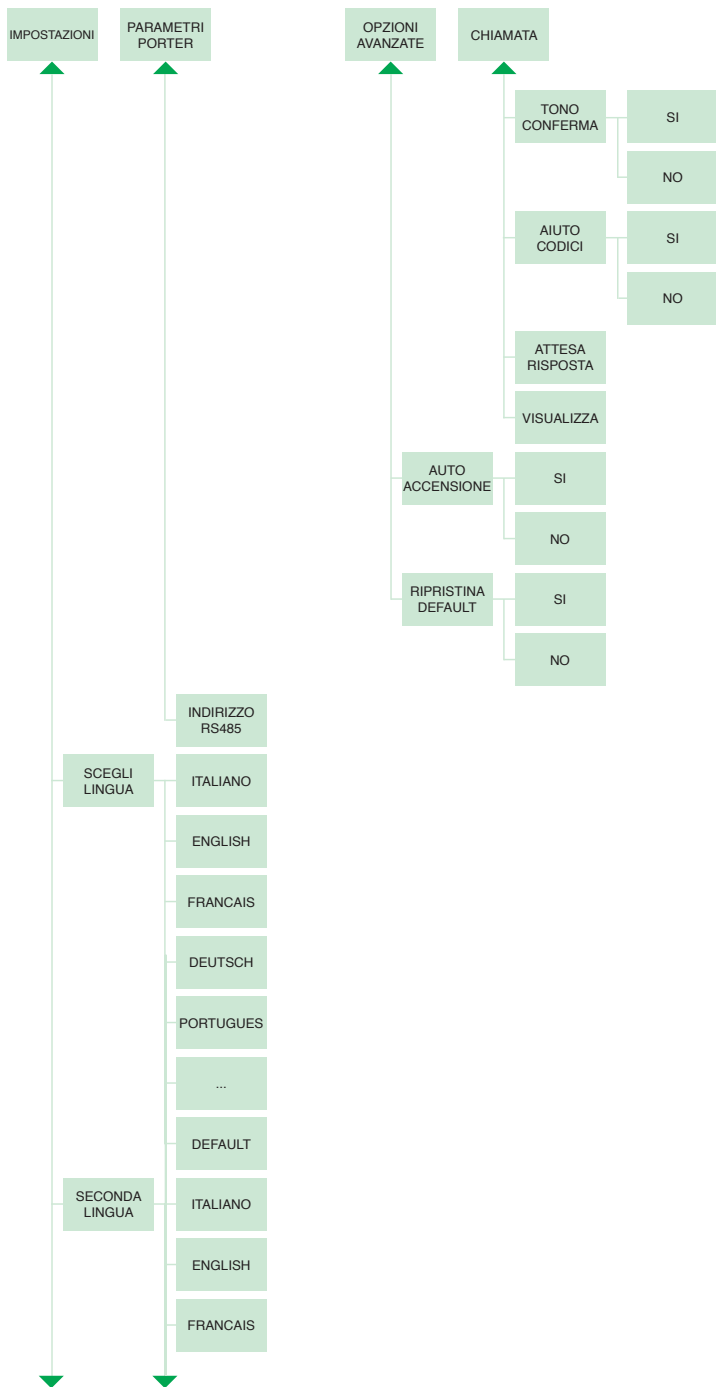 IMPOSTAZIONI
PARAMETRI
PORTER
OPZIONI
AVANZATE
CHIAMATA
TONO
CONFERMA
SI
NO
AIUTO
CODICI
SI
NO
ATTESA
RISPOSTA
VISUALIZZA
AUTO
ACCENSIONE
SI
NO
RIPRISTINA
DEFAULT
SI
NO
INDIRIZZO
RS485
SCEGLI
LINGUA
ITALIANO
ENGLISH
FRANCAIS
DEUTSCH
PORTUGUES
...
DEFAULT
SECONDA
LINGUA
ITALIANO
ENGLISH
FRANCAIS